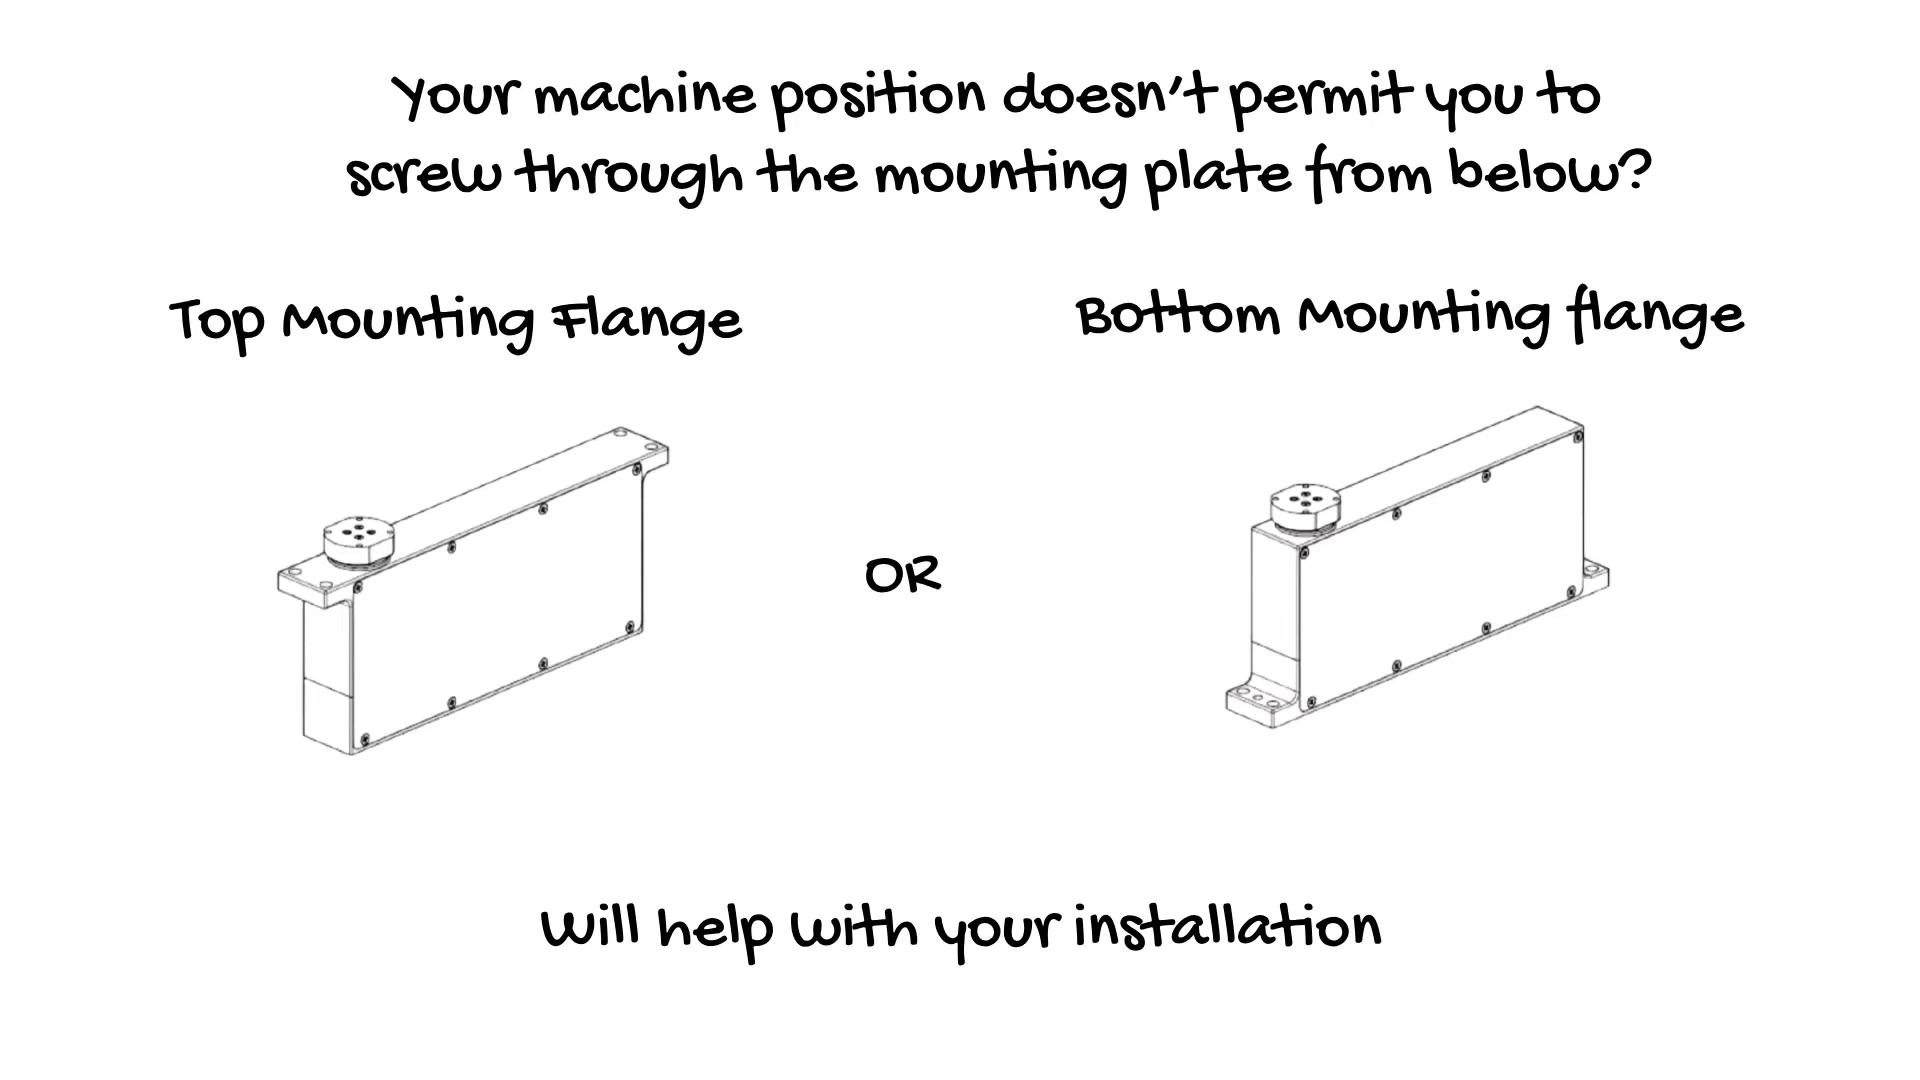 Your machine position doesn't permit you to
screw through the mounting plate from below?
Top Mounting Flange
Bottom Mounting flange
OR
Will help with your installation